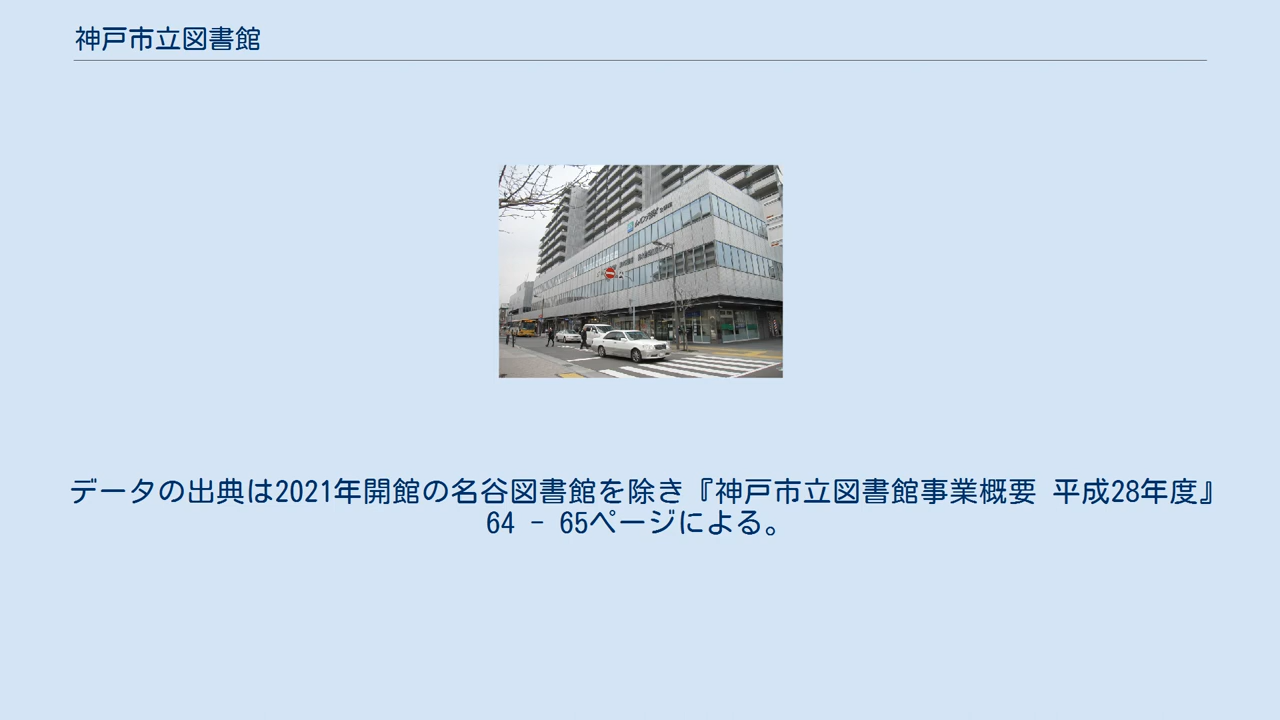 神戸市立図書館
データの出典は2021年開館の名谷図書館を除き『神戸市立図書館事業概要 平成28年度』
64 - 65ページによる。